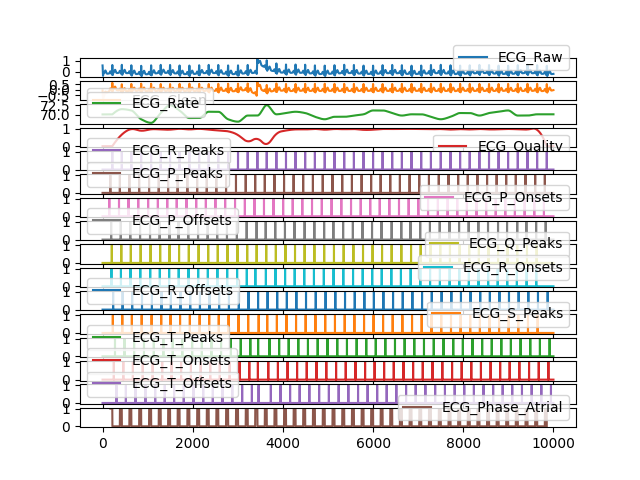 1
0
ECG_Raw
0.5
0.0
−0.5
72.5
70.0
ECG_Rate
1
0
ECG_Quality
1
0
ECG_R_Peaks
1
0
ECG_P_Peaks
1
0
ECG_P_Onsets
1
0
ECG_P_Offsets
1
0
ECG_Q_Peaks
1
0
ECG_R_Onsets
1
0
ECG_R_Offsets
1
0
ECG_S_Peaks
1
0
ECG_T_Peaks
1
0
ECG_T_Onsets
1
0
ECG_T_Offsets
1
0
ECG_Phase_Atrial
0 2000 4000 6000 8000 10000